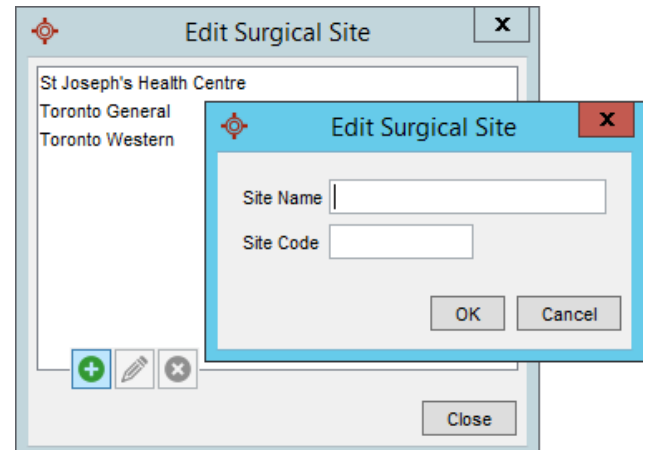 Edit Surgical Site
X
St Joseph's Health Centre
Toronto General
Toronto Western
Edit Surgical Site
X
Site Name
Site Code
OK Cancel
Close